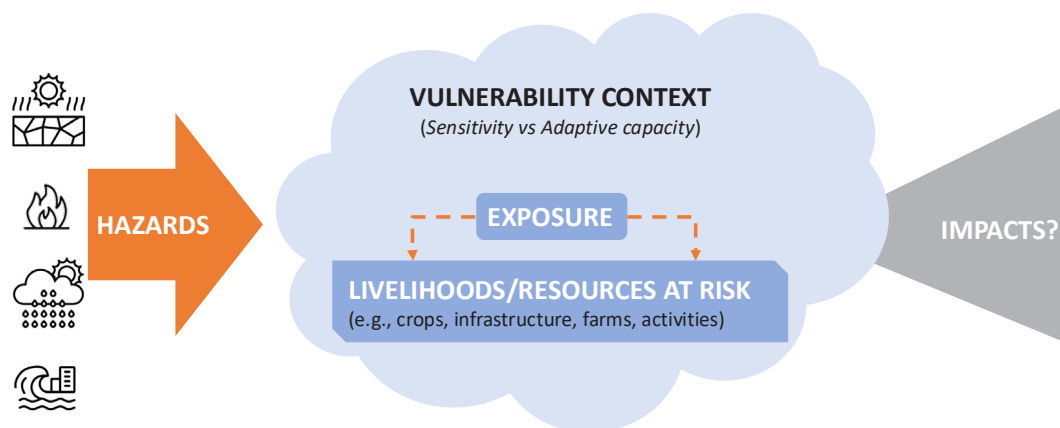 VULNERABILITY CONTEXT
(Sensitivity vs Adaptive capacity)
HAZARDS
EXPOSURE
IMPACTS?
LIVELIHOODS/RESOURCES AT RISK
(e.g., crops, infrastructure, farms, activities)